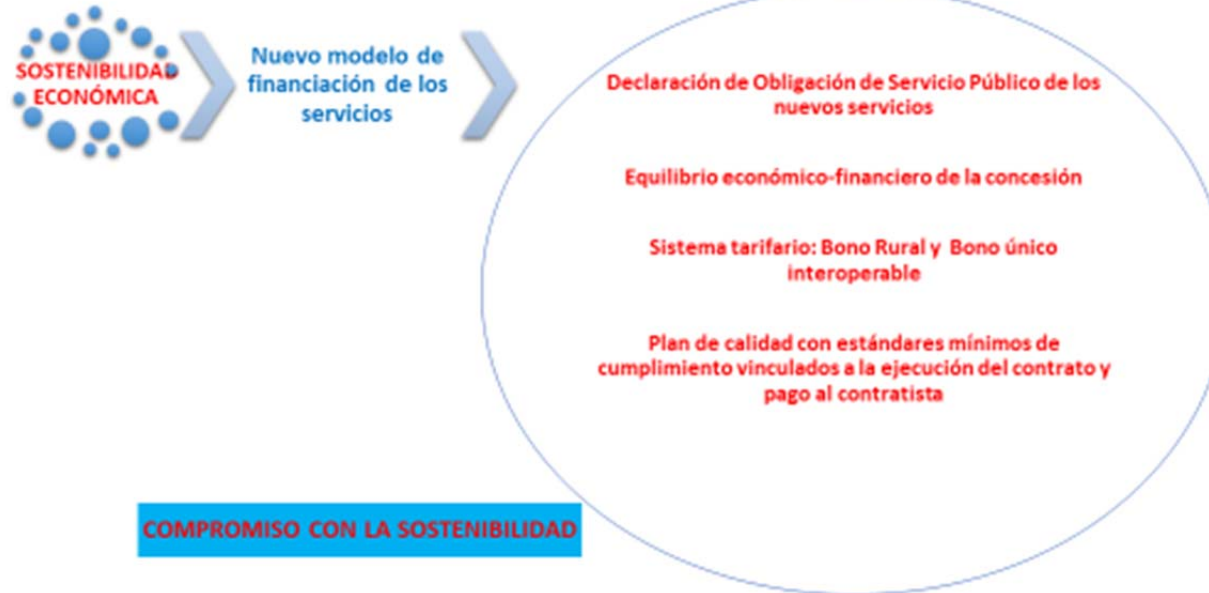 SOSTENIBILIDAD
ECONÓMICA
Nuevo modelo de
financiación de los
servicios
Declaración de Obligación de Servicio Público de los
nuevos servicios
Equilibrio económico-financiero de la concesión
Sistema tarifario: Bono Rural y Bono único
interoperable
Plan de calidad con estándares mínimos de
cumplimiento vinculados a la ejecución del contrato y
pago al contratista
COMPROMISO CON LA SOSTENIBILIDAD